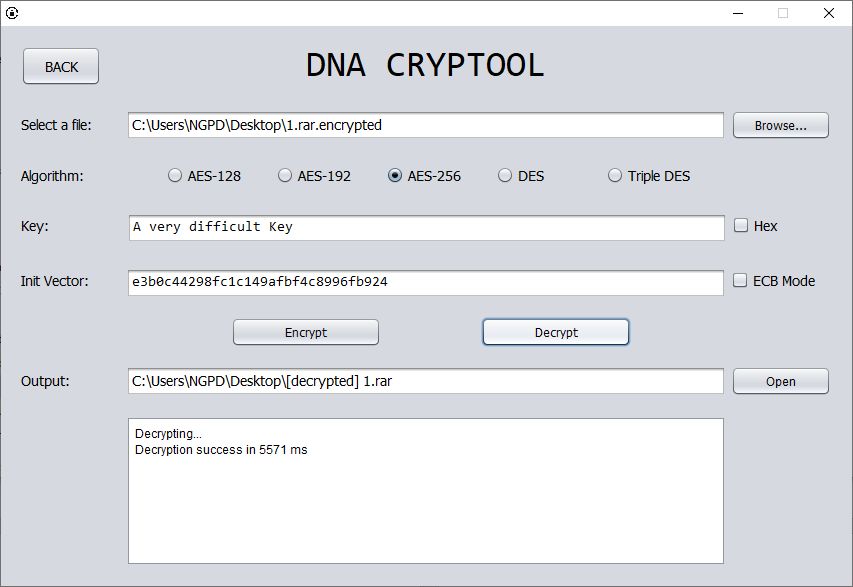 BACK
DNA CRYPTOOL
Select a file: C:\Users\NGPD\Desktop\1.rar.encrypted Browse...
Algorithm: AES-128 AES-192 AES-256 DES Triple DES
Key: A very difficult Key Hex
Init Vector: e3b0c44298fc1c149afbf4c8996fb924 ECB Mode
Encrypt Decrypt
Output: C:\Users\NGPD\Desktop\[decrypted] 1.rar Open
Decrypting...
Decryption success in 5571 ms